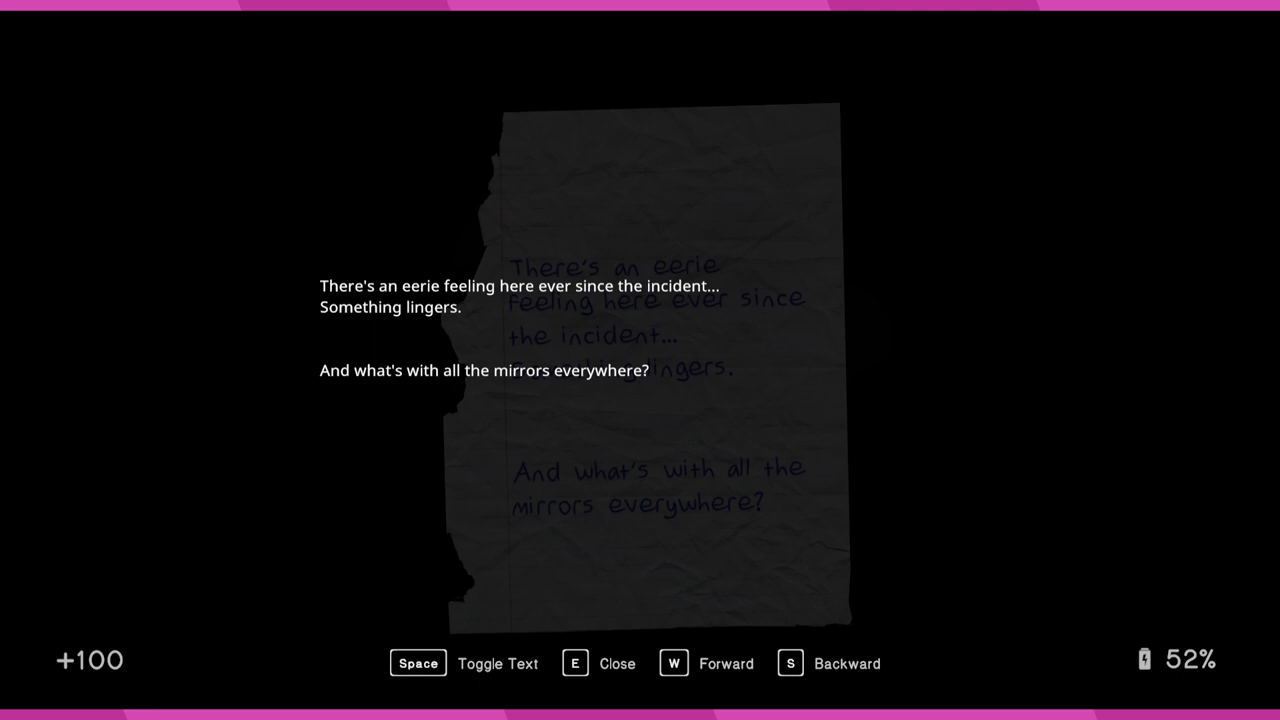 There's an eerie feeling here ever since the incident...
Something lingers.
And what's with all the mirrors everywhere?
There's an eerie
feeling here ever since
the incident...
Something lingers.
And what's with all the
mirrors everywhere?
+100
Space Toggle Text E Close W Forward S Backward
52%